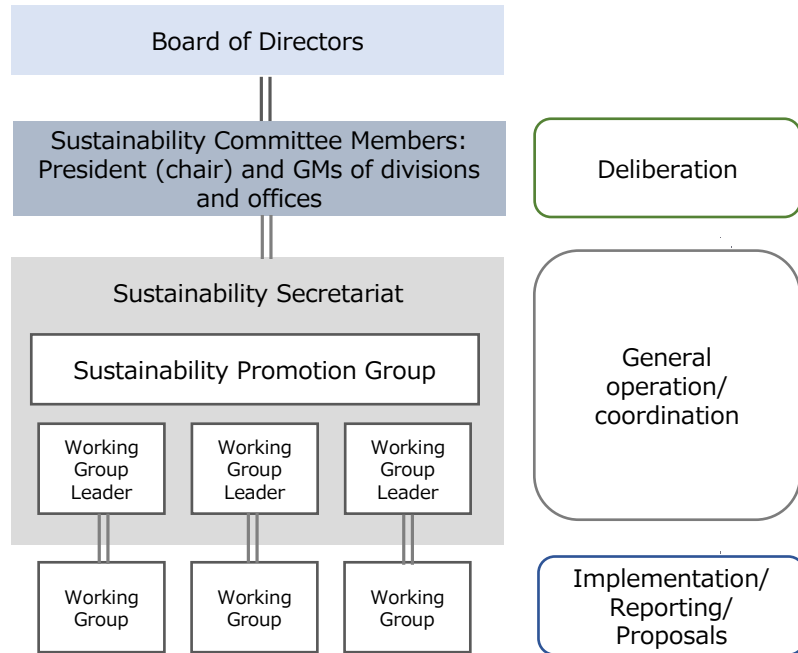 Board of Directors
Sustainability Committee Members:
President (chair) and GMs of divisions
and offices
Deliberation
Sustainability Secretariat
Sustainability Promotion Group
General
operation/
coordination
Working
Group
Leader
Working
Group
Leader
Working
Group
Leader
Working
Group
Working
Group
Working
Group
Implementation/
Reporting/
Proposals